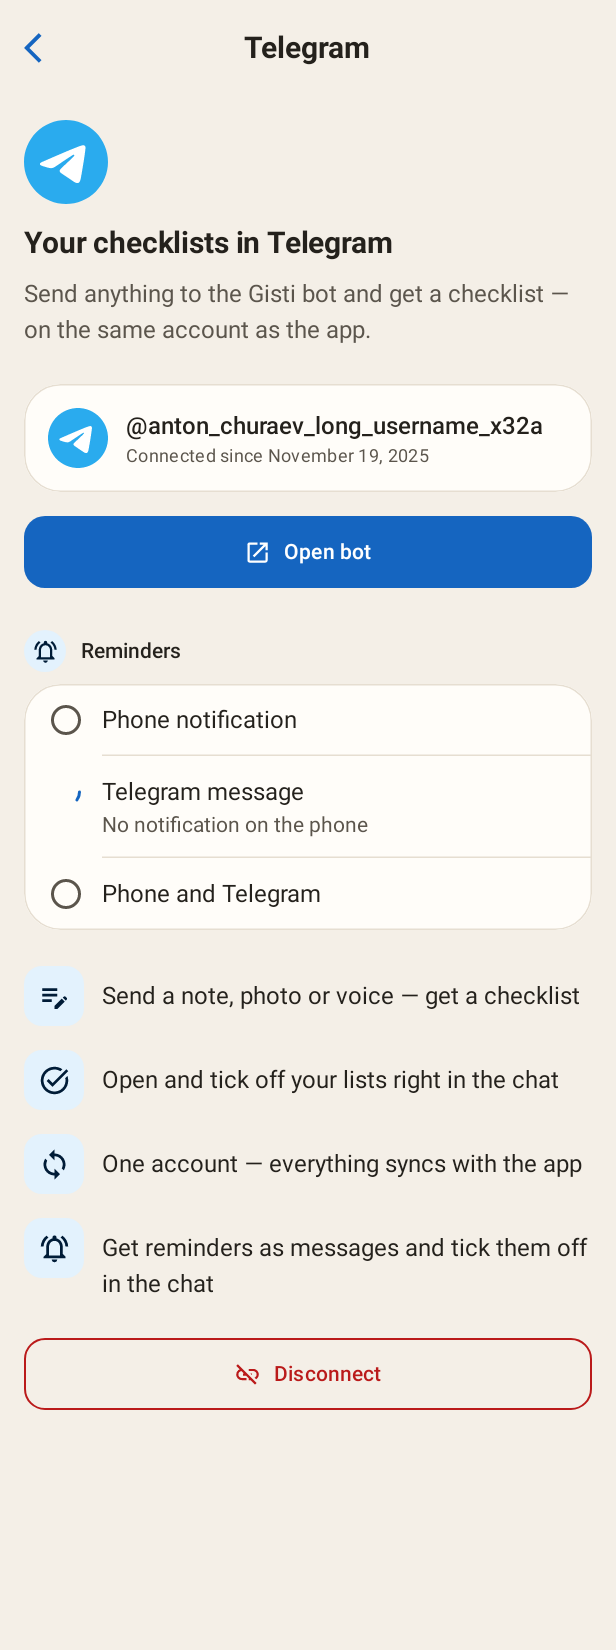 Telegram
Your checklists in Telegram
Send anything to the Gisti bot and get a checklist —
on the same account as the app.
@anton_churaev_long_username_x32a
Connected since November 19, 2025
Open bot
Reminders
Phone notification
Telegram message
No notification on the phone
Phone and Telegram
Send a note, photo or voice — get a checklist
Open and tick off your lists right in the chat
One account — everything syncs with the app
Get reminders as messages and tick them off
in the chat
Disconnect